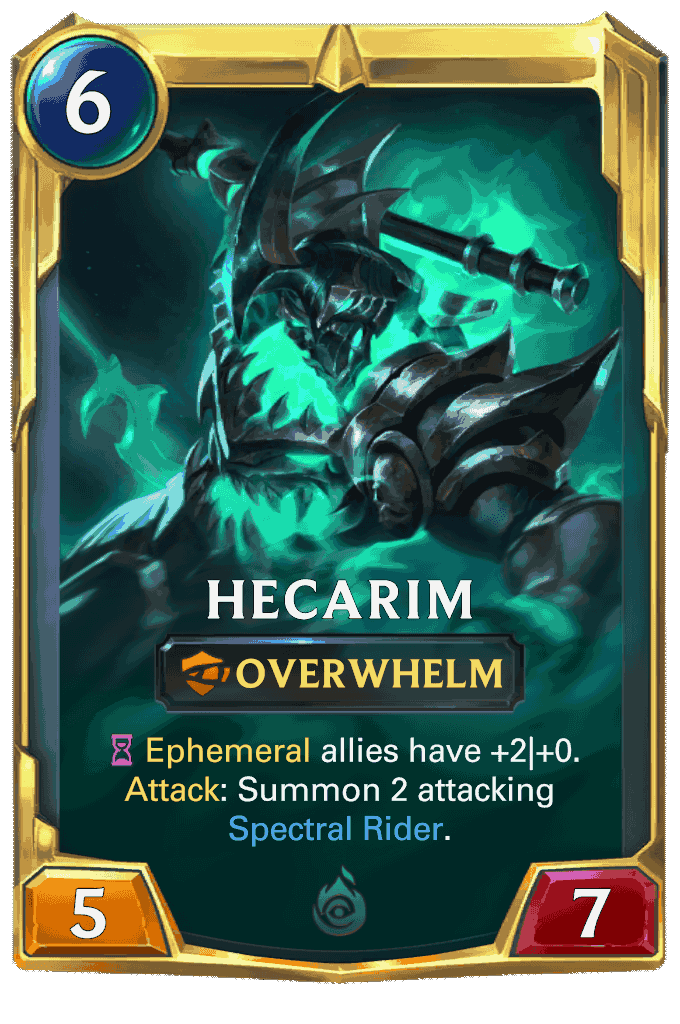 6
HECARIM
OVERWHELM
Ephemeral allies have +2|+0.
Attack: Summon 2 attacking
Spectral Rider.
5
7